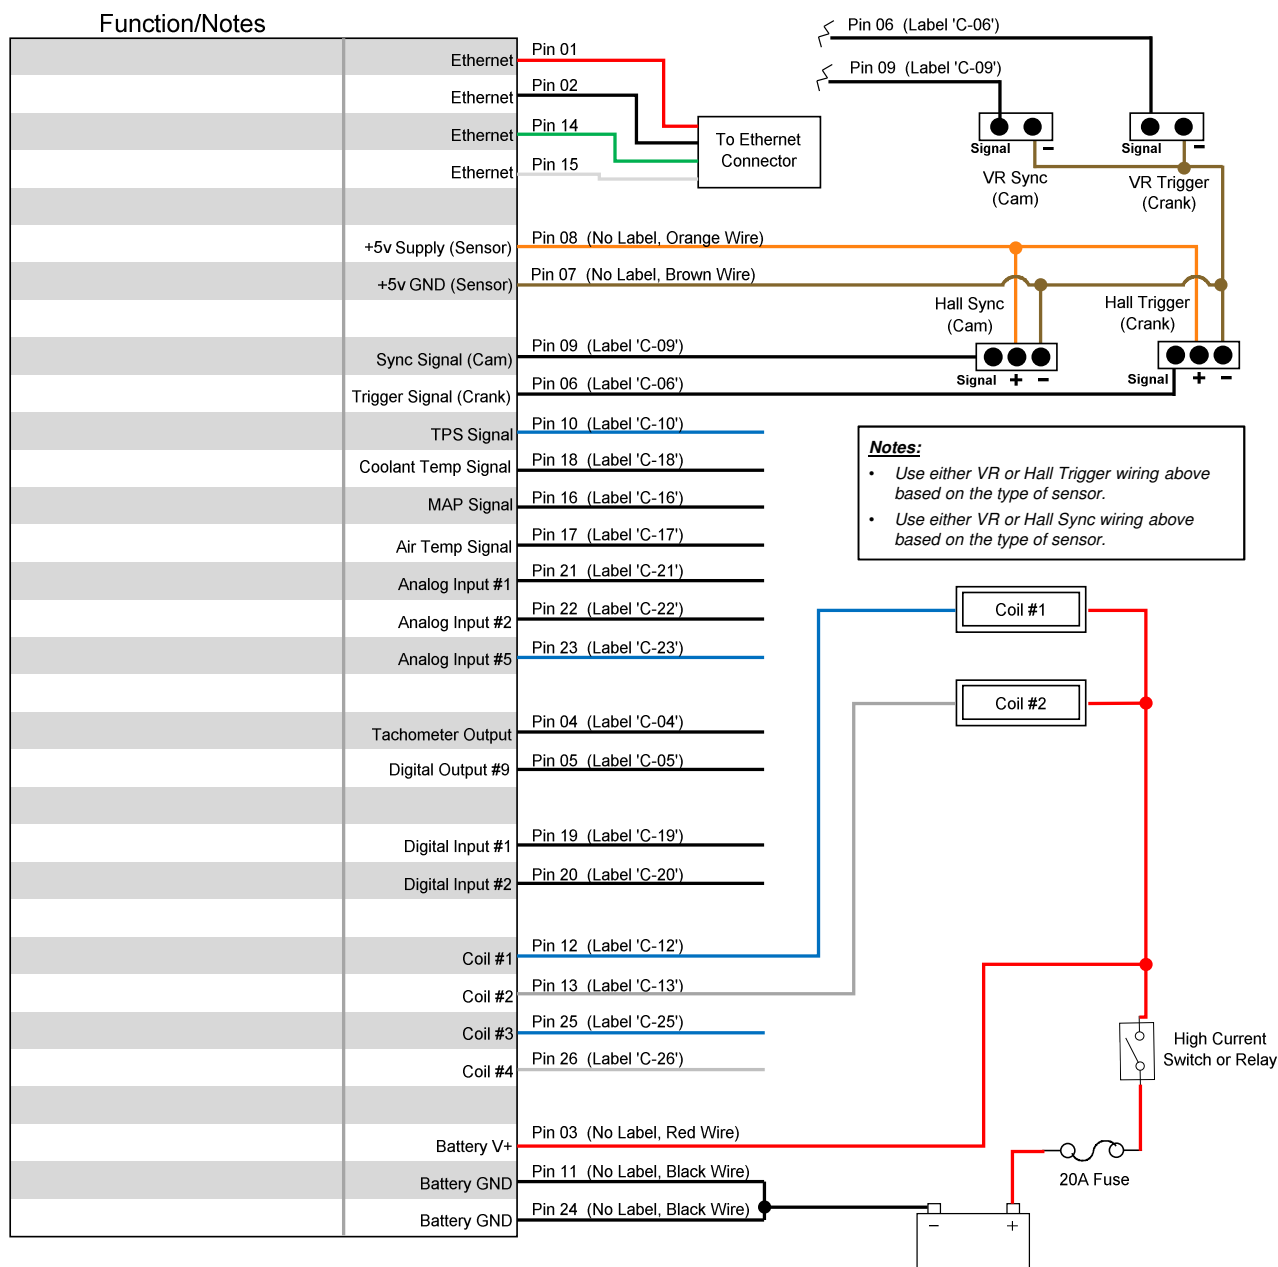 Function/Notes
Ethernet
Pin 01
Ethernet
Pin 02
Ethernet
Pin 14
Ethernet
Pin 15
To Ethernet
Connector
Pin 06 (Label 'C-06')
Pin 09 (Label 'C-09')
Signal
−
Signal
−
VR Sync
(Cam)
VR Trigger
(Crank)
+5v Supply (Sensor)
Pin 08 (No Label, Orange Wire)
+5v GND (Sensor)
Pin 07 (No Label, Brown Wire)
Hall Sync
(Cam)
Hall Trigger
(Crank)
Sync Signal (Cam)
Pin 09 (Label 'C-09')
Signal + −
Signal + −
Trigger Signal (Crank)
Pin 06 (Label 'C-06')
TPS Signal
Pin 10 (Label 'C-10')
Coolant Temp Signal
Pin 18 (Label 'C-18')
MAP Signal
Pin 16 (Label 'C-16')
Air Temp Signal
Pin 17 (Label 'C-17')
Analog Input #1
Pin 21 (Label 'C-21')
Analog Input #2
Pin 22 (Label 'C-22')
Analog Input #5
Pin 23 (Label 'C-23')
Notes:
• Use either VR or Hall Trigger wiring above
based on the type of sensor.
• Use either VR or Hall Sync wiring above
based on the type of sensor.
Coil #1
Coil #2
Tachometer Output
Pin 04 (Label 'C-04')
Digital Output #9
Pin 05 (Label 'C-05')
Digital Input #1
Pin 19 (Label 'C-19')
Digital Input #2
Pin 20 (Label 'C-20')
Coil #1
Pin 12 (Label 'C-12')
Coil #2
Pin 13 (Label 'C-13')
Coil #3
Pin 25 (Label 'C-25')
Coil #4
Pin 26 (Label 'C-26')
High Current
Switch or Relay
Battery V+
Pin 03 (No Label, Red Wire)
20A Fuse
Battery GND
Pin 11 (No Label, Black Wire)
Battery GND
Pin 24 (No Label, Black Wire)
− +